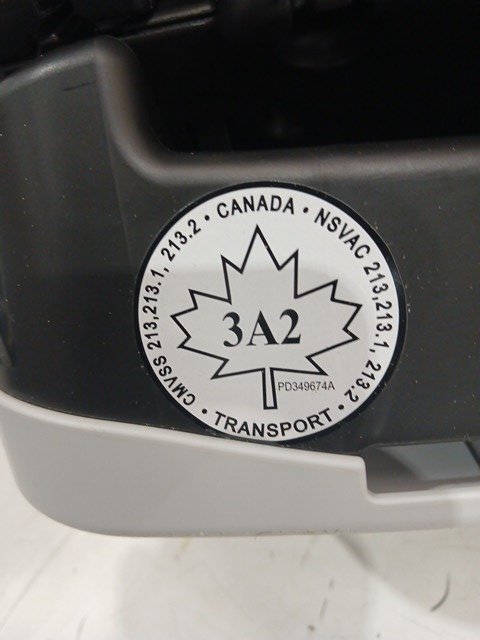 CMVSS 213,213.1, 213.2 • CANADA • NSVAC 213,213.1, 213.2 • TRANSPORT •
3A2
PD349674A